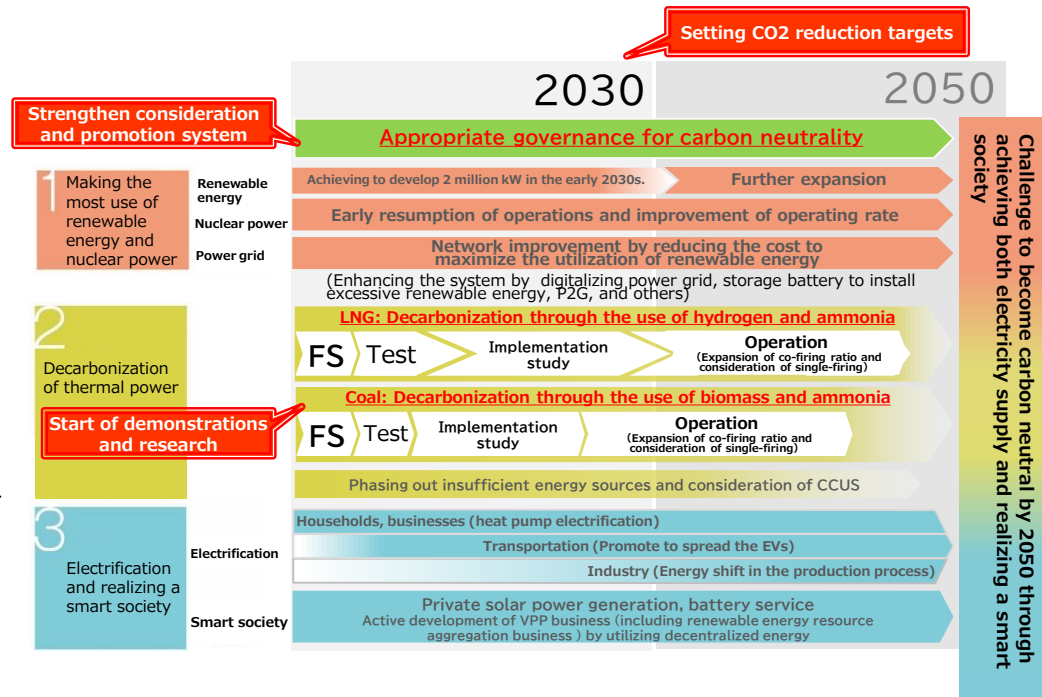 Setting CO2 reduction targets
2030
2050
Strengthen consideration
and promotion system
Appropriate governance for carbon neutrality
1
Making the
most use of
renewable
energy and
nuclear power
Renewable
energy
Achieving to develop 2 million kW in the early 2030s.
Further expansion
Nuclear power
Early resumption of operations and improvement of operating rate
Power grid
Network improvement by reducing the cost to
maximize the utilization of renewable energy
(Enhancing the system by digitalizing power grid, storage battery to install
excessive renewable energy, P2G, and others)
2
Decarbonization
of thermal power
LNG: Decarbonization through the use of hydrogen and ammonia
FS
Test
Implementation
study
Operation
(Expansion of co-firing ratio and
consideration of single-firing)
Start of demonstrations
and research
Coal: Decarbonization through the use of biomass and ammonia
FS
Test
Implementation
study
Operation
(Expansion of co-firing ratio and
consideration of single-firing)
Phasing out insufficient energy sources and consideration of CCUS
3
Electrification
and realizing a
smart society
Electrification
Households, businesses (heat pump electrification)
Transportation (Promote to spread the EVs)
Industry (Energy shift in the production process)
Smart society
Private solar power generation, battery service
Active development of VPP business (including renewable energy resource
aggregation business ) by utilizing decentralized energy
Challenge to become carbon neutral by 2050 through
achieving both electricity supply and realizing a smart
society